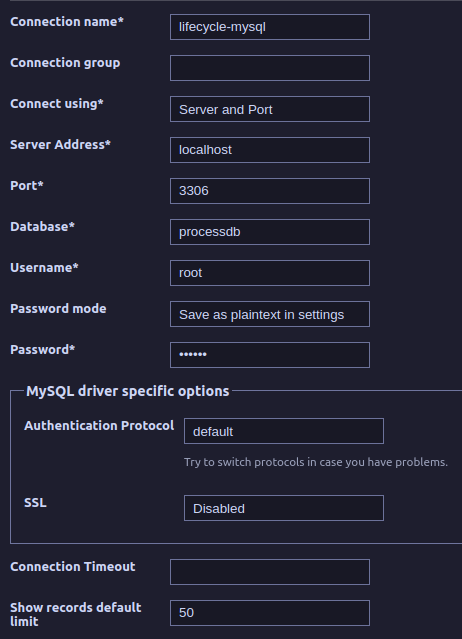 Connection name*
lifecycle-mysql
Connection group
Connect using*
Server and Port
Server Address*
localhost
Port*
3306
Database*
processdb
Username*
root
Password mode
Save as plaintext in settings
Password*
••••••
MySQL driver specific options
Authentication Protocol
default
Try to switch protocols in case you have problems.
SSL
Disabled
Connection Timeout
Show records default
limit
50